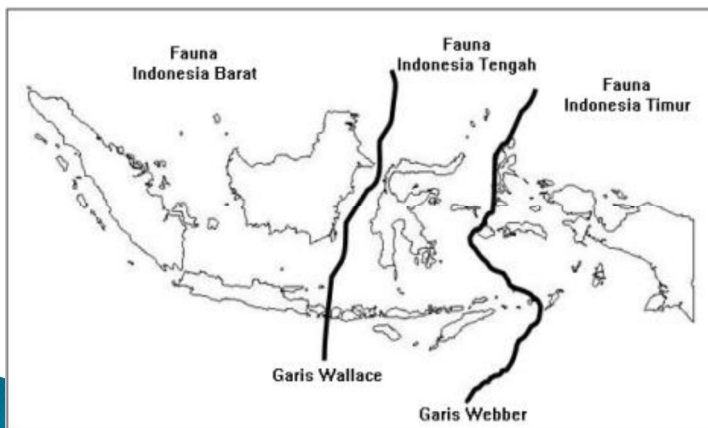 Fauna
Indonesia Barat
Fauna
Indonesia Tengah
Fauna
Indonesia Timur
Garis Wallace
Garis Webber